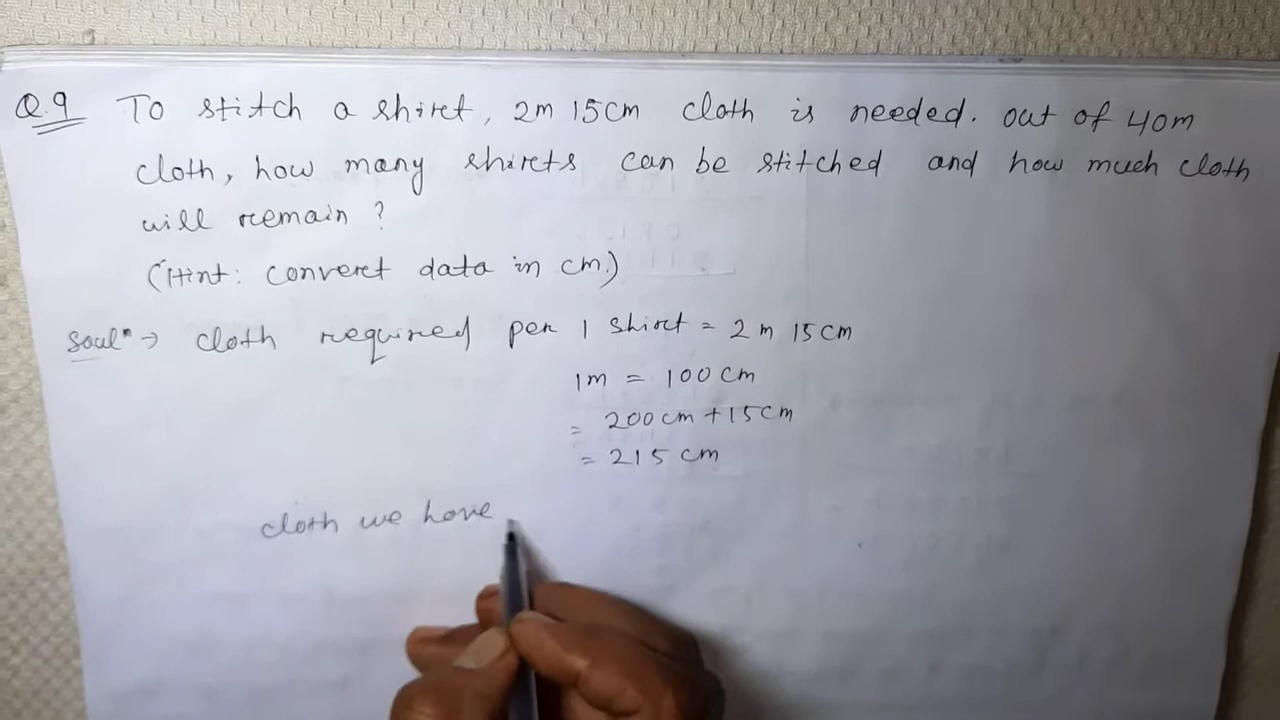 Q.9 To stitch a shirt, 2m 15cm cloth is needed. out of 40m
cloth, how many shirts can be stitched and how much cloth
will remain ?
(Hint: convert data in cm.)
Soulⁿ → cloth required per 1 shirt = 2 m 15 cm
1m = 100 cm
= 200 cm + 15 cm
= 215 cm
cloth we have